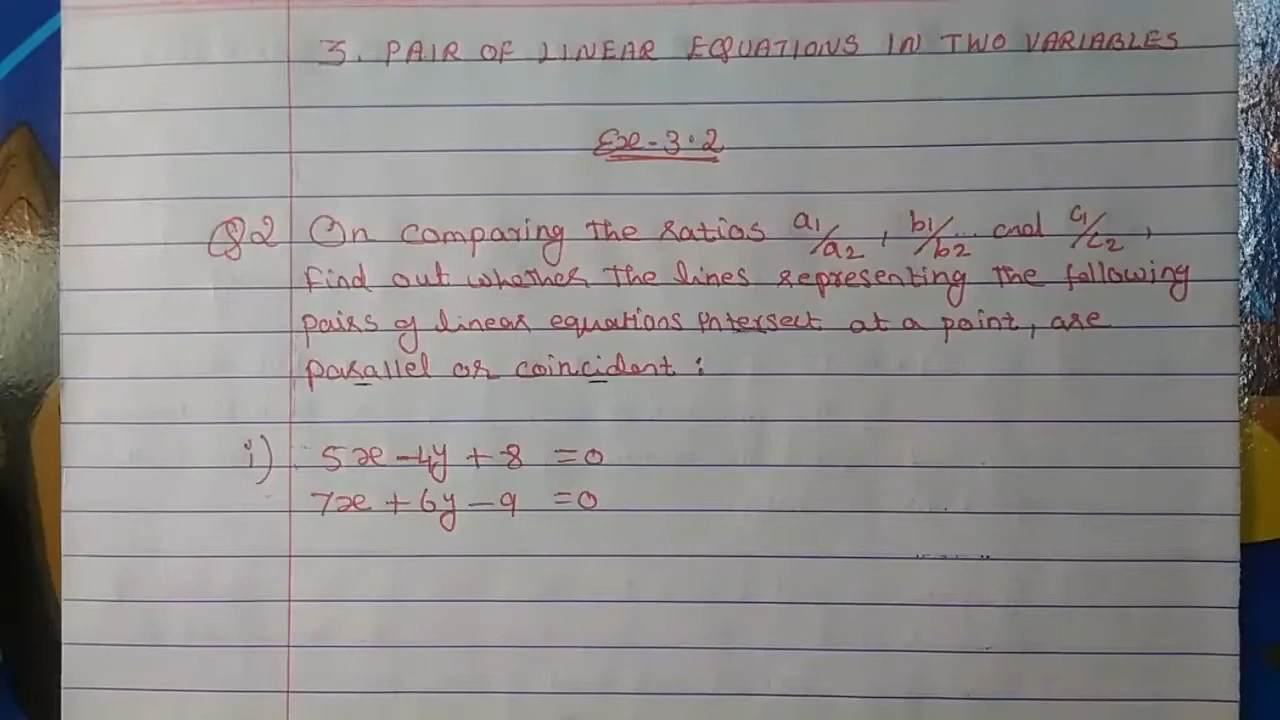 3. PAIR OF LINEAR EQUATIONS IN TWO VARIABLES
Ex-3.2
Q2 On comparing the ratios a1/a2, b1/b2 and c1/c2,
find out whether the lines representing the following
pairs of linear equations intersect at a point, are
parallel or coincident :
i) 5x - 4y + 8 = 0
7x + 6y - 9 = 0